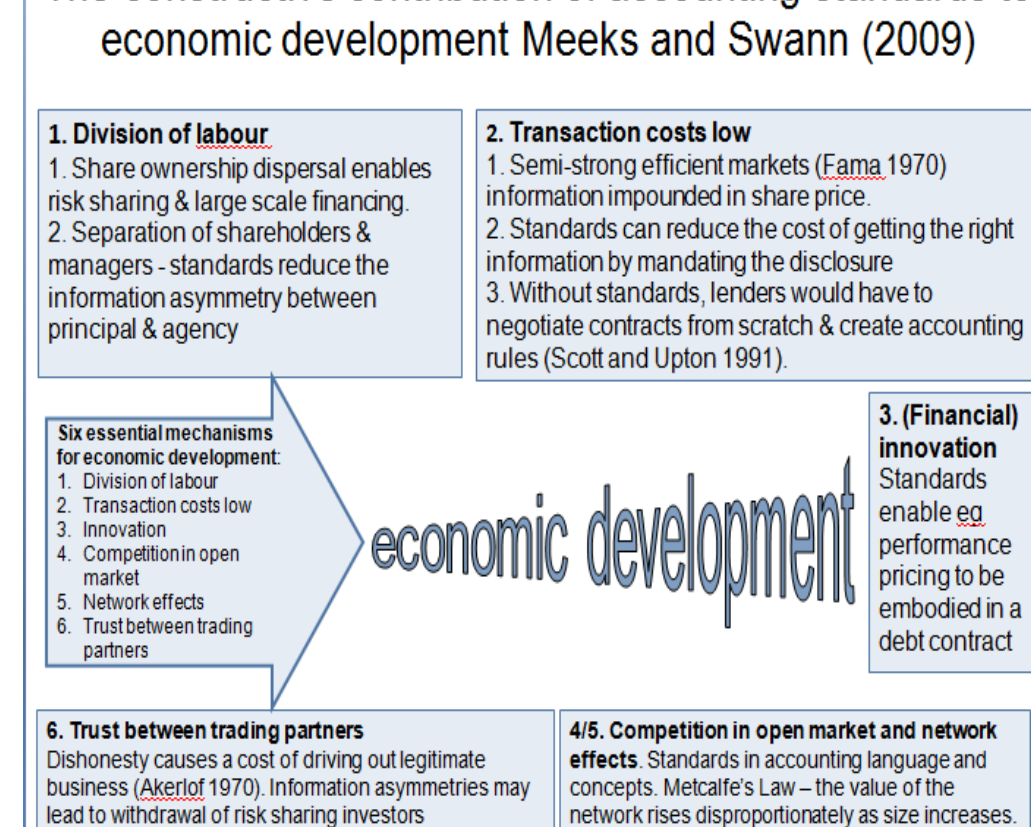 The constructive contribution of accounting standards to
economic development Meeks and Swann (2009)
1. Division of labour
1. Share ownership dispersal enables
risk sharing & large scale financing.
2. Separation of shareholders &
managers - standards reduce the
information asymmetry between
principal & agency
2. Transaction costs low
1. Semi-strong efficient markets (Fama 1970)
information impounded in share price.
2. Standards can reduce the cost of getting the right
information by mandating the disclosure
3. Without standards, lenders would have to
negotiate contracts from scratch & create accounting
rules (Scott and Upton 1991).
Six essential mechanisms
for economic development:
1. Division of labour
2. Transaction costs low
3. Innovation
4. Competition in open
market
5. Network effects
6. Trust between trading
partners
economic development
3. (Financial)
innovation
Standards
enable eg
performance
pricing to be
embodied in a
debt contract
6. Trust between trading partners
Dishonesty causes a cost of driving out legitimate
business (Akerlof 1970). Information asymmetries may
lead to withdrawal of risk sharing investors
4/5. Competition in open market and network
effects. Standards in accounting language and
concepts. Metcalfe's Law – the value of the
network rises disproportionately as size increases.